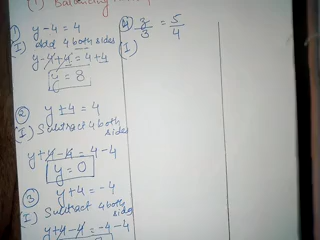 (1)
①
y-4=4
(I) Add 4 both sides
y-4+4=4+4
y=8
②
y+4=4
(I) Subtract 4 both
sides
y+4-4=4-4
y=0
③
y+4=-4
(I) Subtract 4 both
sides
y+4-4=-4-4
④ 3/3 = 5/4
(I)